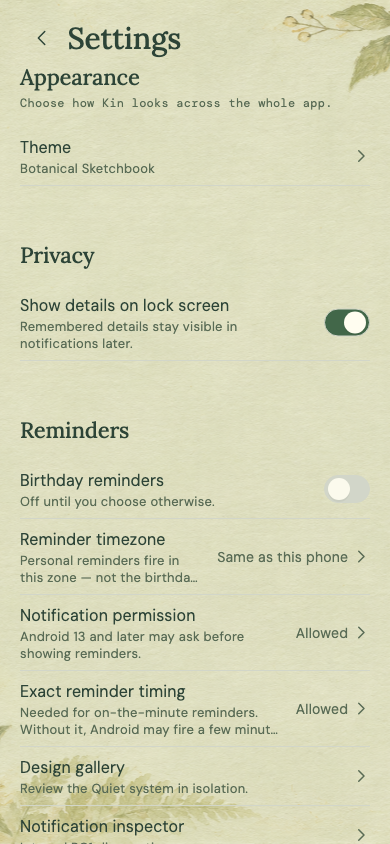 Settings
Appearance
Choose how Kin looks across the whole app.
Theme
Botanical Sketchbook
Privacy
Show details on lock screen
Remembered details stay visible in
notifications later.
Reminders
Birthday reminders
Off until you choose otherwise.
Reminder timezone
Personal reminders fire in
this zone — not the birthda…
Same as this phone
Notification permission
Android 13 and later may ask before
showing reminders.
Allowed
Exact reminder timing
Needed for on-the-minute reminders.
Without it, Android may fire a few minut…
Allowed
Design gallery
Review the Quiet system in isolation.
Notification inspector